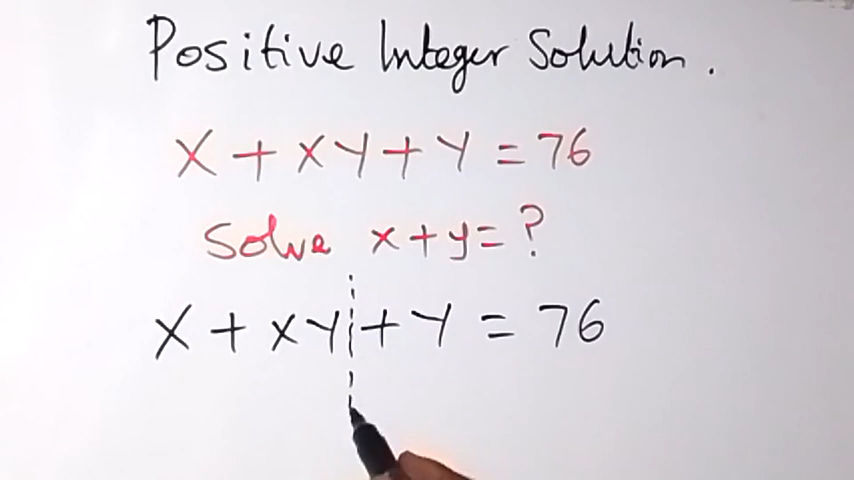 Positive Integer Solution.
X + XY + Y = 76
Solve x + y = ?
X + XY + Y = 76